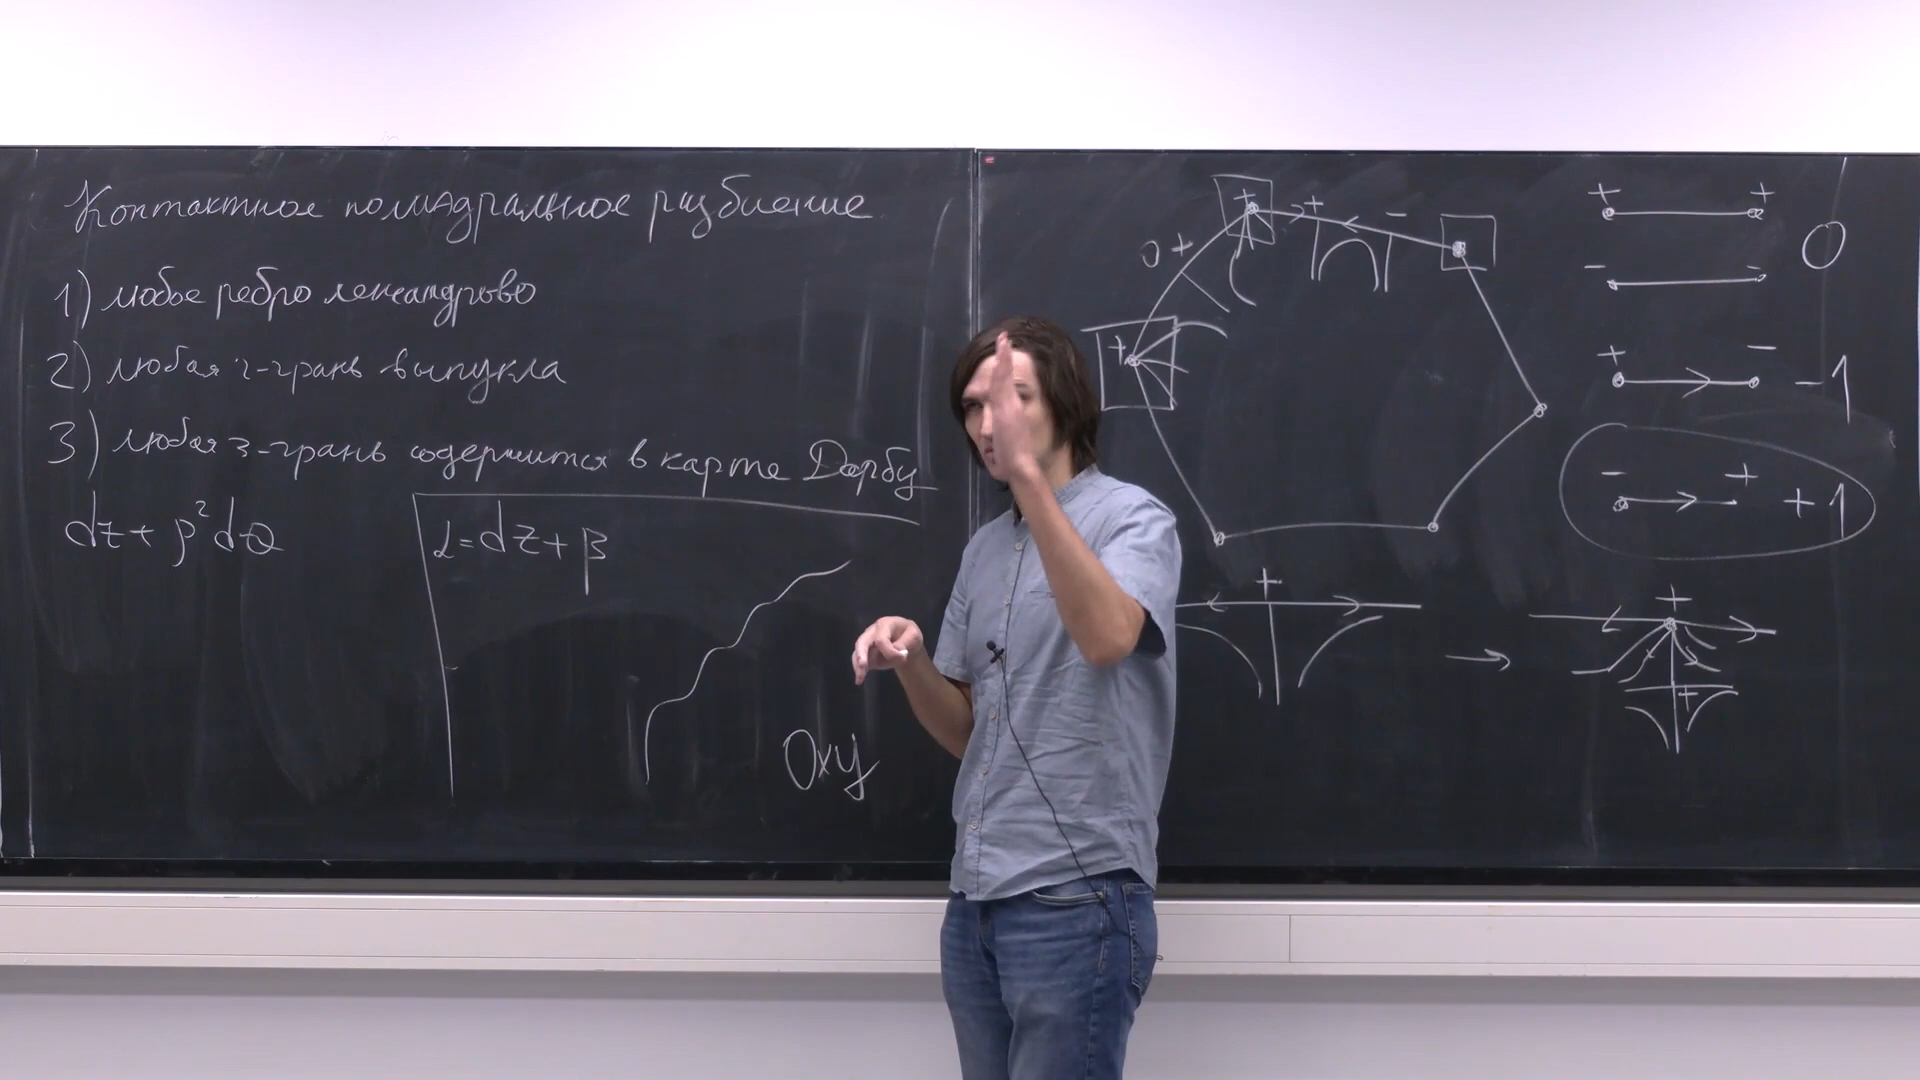 Контактное полиэдральное разбиение
1) любое ребро лежандрово
2) любая 2-грань выпукла
3) любая 3-грань содержится в карте Дарбу
dz + ρ²dθ
α = dz + β
Oxy
+ + −
0 +
+
+ +
− −
0
+ − −1
− + +1
+ → +
+